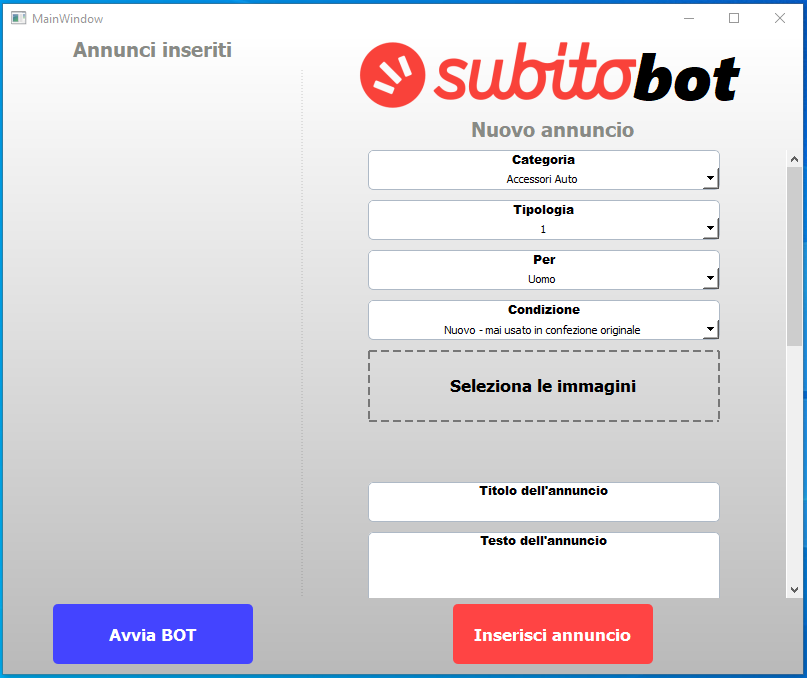 MainWindow
Annunci inseriti
subitobot
Nuovo annuncio
Categoria
Accessori Auto
Tipologia
1
Per
Uomo
Condizione
Nuovo - mai usato in confezione originale
Seleziona le immagini
Titolo dell'annuncio
Testo dell'annuncio
Avvia BOT
Inserisci annuncio